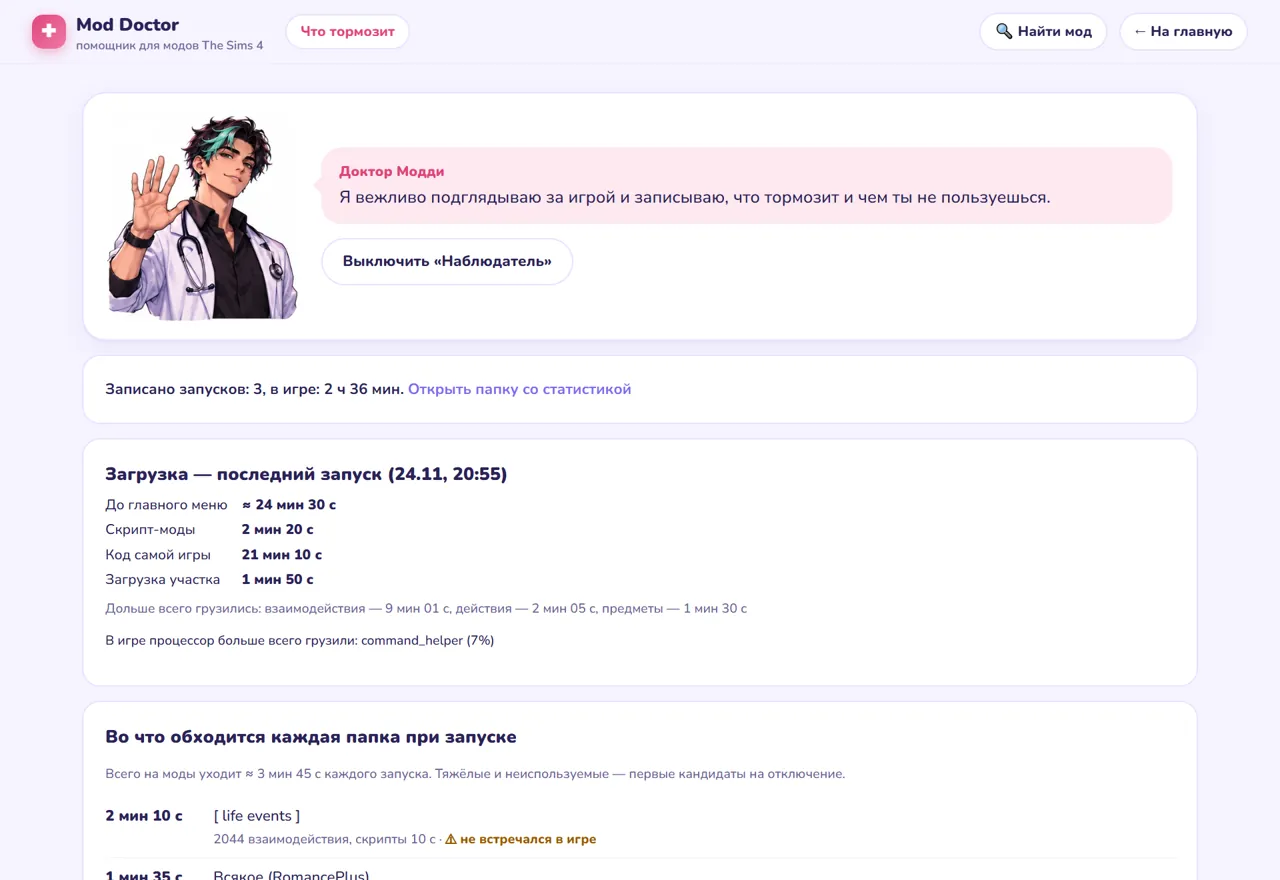 Mod Doctor
помощник для модов The Sims 4
Что тормозит
🔍 Найти мод
← На главную
Доктор Модди
Я вежливо подглядываю за игрой и записываю, что тормозит и чем ты не пользуешься.
Выключить «Наблюдатель»
Записано запусков: 3, в игре: 2 ч 36 мин. Открыть папку со статистикой
Загрузка — последний запуск (24.11, 20:55)
До главного меню ≈ 24 мин 30 с
Скрипт-моды 2 мин 20 с
Код самой игры 21 мин 10 с
Загрузка участка 1 мин 50 с
Дольше всего грузились: взаимодействия — 9 мин 01 с, действия — 2 мин 05 с, предметы — 1 мин 30 с
В игре процессор больше всего грузили: command_helper (7%)
Во что обходится каждая папка при запуске
Всего на моды уходит ≈ 3 мин 45 с каждого запуска. Тяжёлые и неиспользуемые — первые кандидаты на отключение.
2 мин 10 с [ life events ]
2044 взаимодействия, скрипты 10 с · ⚠ не встречался в игре
1 мин 35 с Всякое (RomancePlus)